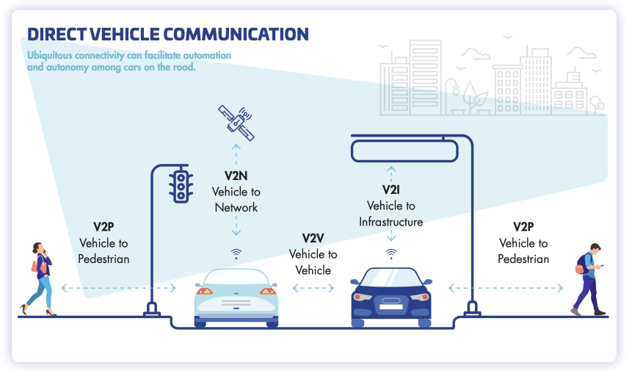 DIRECT VEHICLE COMMUNICATION
Ubiquitous connectivity can facilitate automation
and autonomy among cars on the road.
V2N
Vehicle to
Network
V2I
Vehicle to
Infrastructure
V2P
Vehicle to
Pedestrian
V2V
Vehicle to
Vehicle
V2P
Vehicle to
Pedestrian